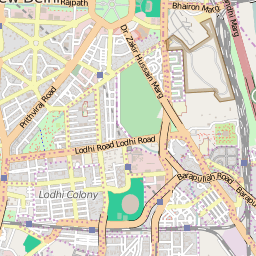 New Delhi
Rajpath
Bhairon Marg
Dr. Zakir Hussain Marg
Prithviraj Road
Lodhi Road Lodhi Road
Barapullah Road
Lodhi Colony